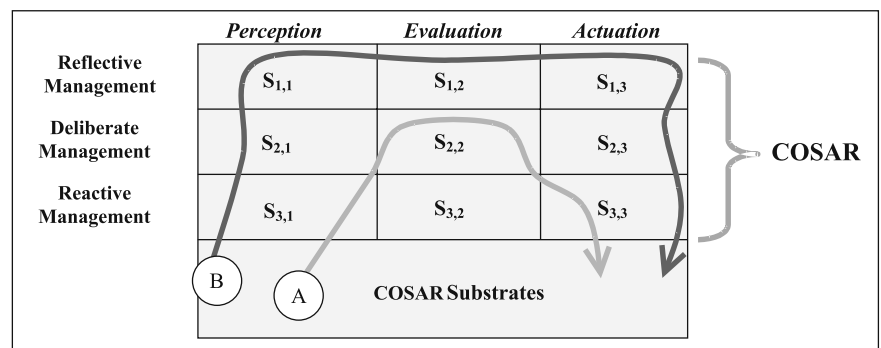 Perception Evaluation Actuation
Reflective
Management
S1,1 S1,2 S1,3
Deliberate
Management
S2,1 S2,2 S2,3
COSAR
Reactive
Management
S3,1 S3,2 S3,3
B
A
COSAR Substrates